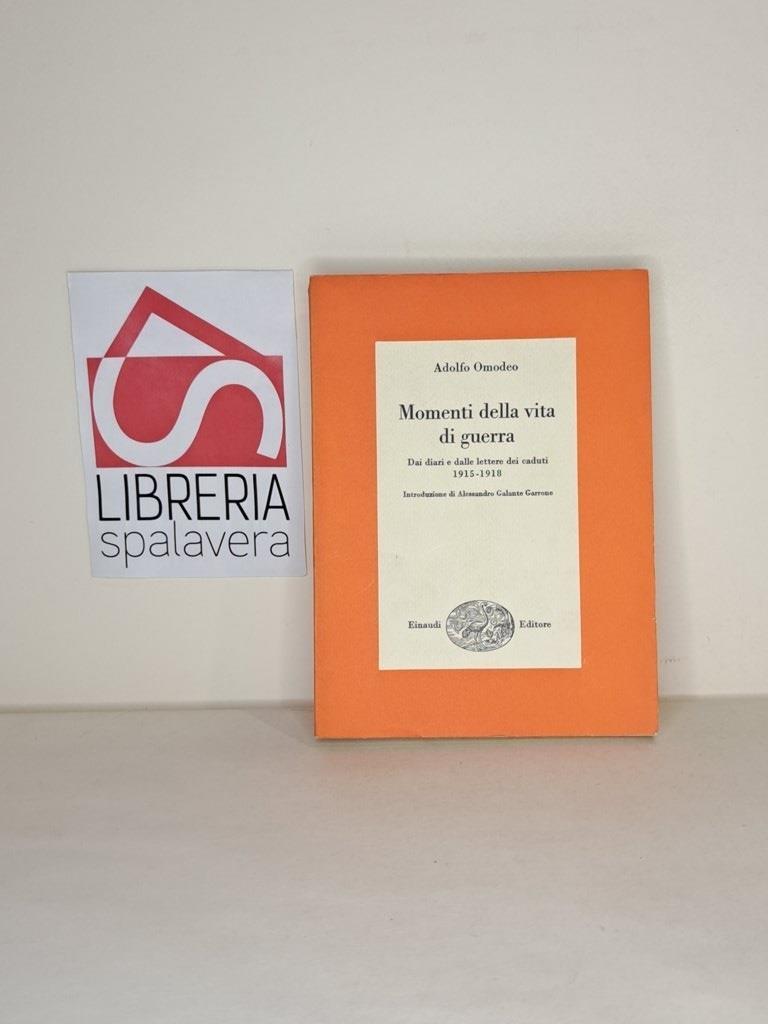 LIBRERIA
spalavera
Adolfo Omodeo
Momenti della vita
di guerra
Dai diari e dalle lettere dei caduti
1915-1918
Introduzione di Alessandro Galante Garrone
Einaudi Editore